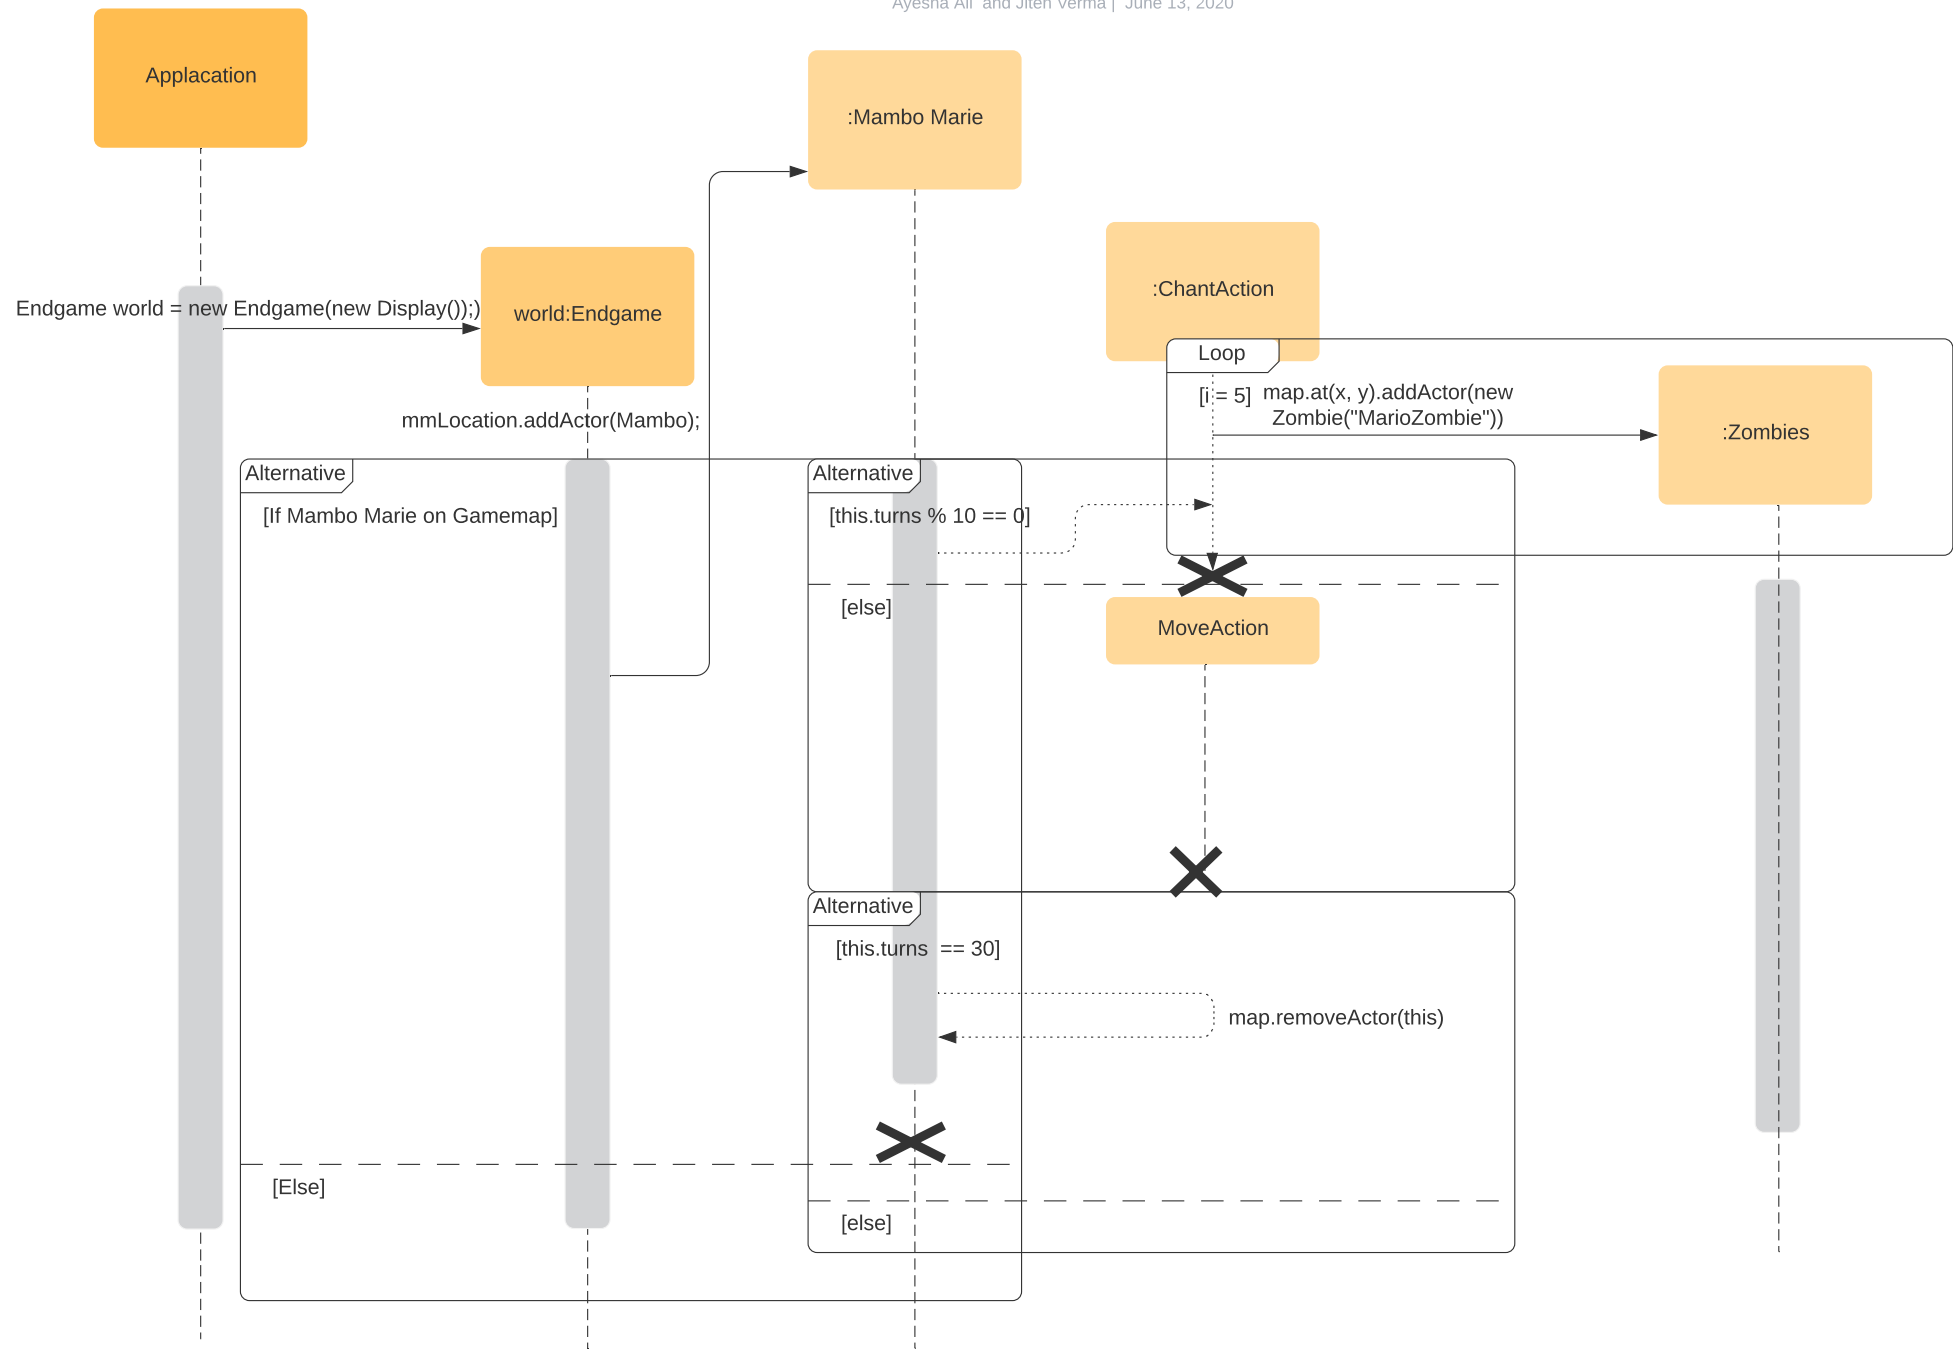 Ayesha Ali  and Jiten Verma |  June 13, 2020
Applacation
:Mambo Marie
:ChantAction
Endgame world = new Endgame(new Display());)
world:Endgame
Loop
[i = 5]
map.at(x, y).addActor(new
Zombie("MarioZombie"))
:Zombies
mmLocation.addActor(Mambo);
Alternative
[If Mambo Marie on Gamemap]
Alternative
[this.turns % 10 == 0]
[else]
MoveAction
Alternative
[this.turns  == 30]
map.removeActor(this)
[Else]
[else]